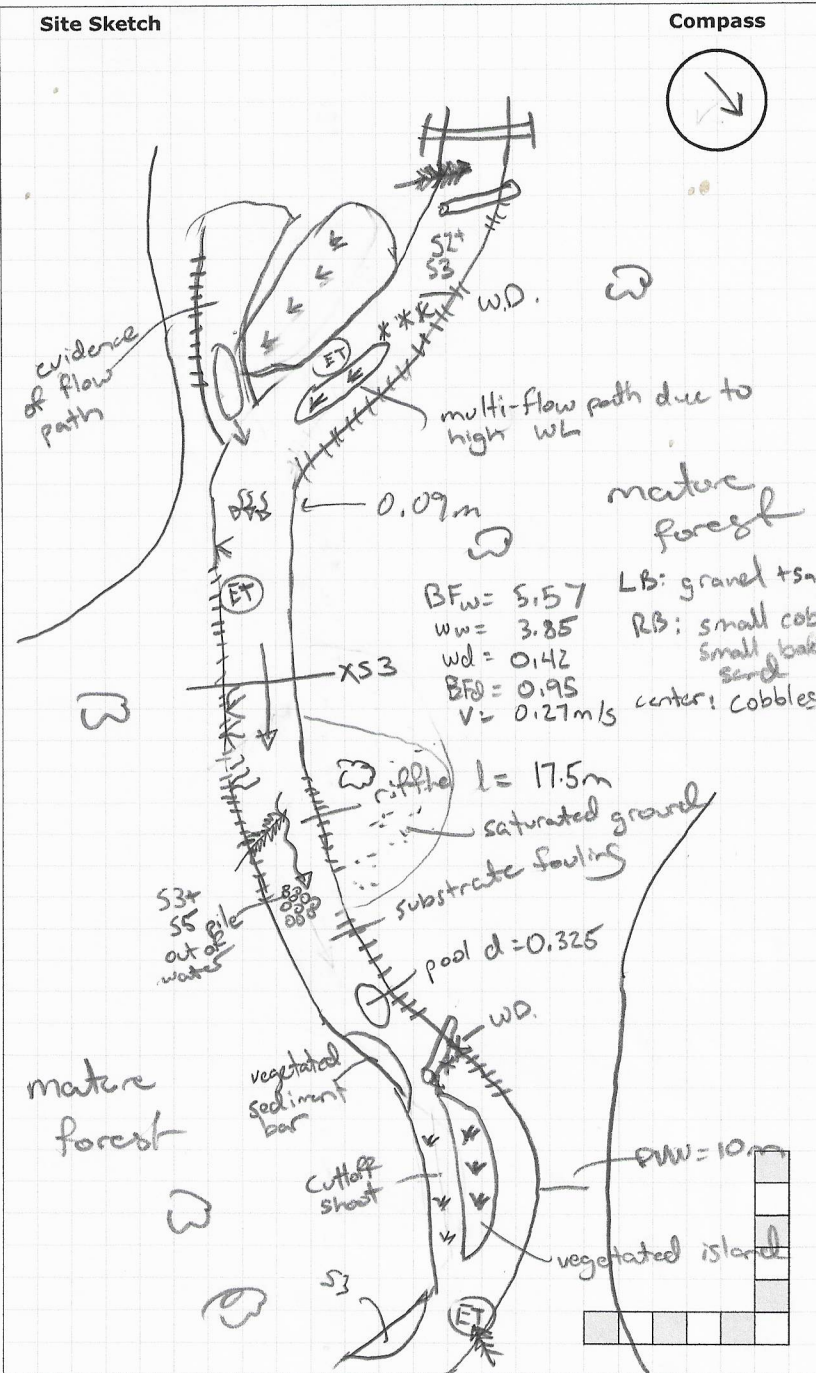 Site Sketch
Compass
S2+
S3
W.D.
evidence
of flow
path
ET
multi-flow path due to
high WL
0.09m
mature
forest
ET
BFw= 5.57
ww= 3.85
wd= 0.42
BFd= 0.95
V= 0.27m/s
LB: gravel +sa
RB: small cob
small
sand
center: cobbles
XS3
riffle l= 17.5m
saturated ground
substrate fouling
S3+
S5 pile
out of
water
pool d=0.325
W.D.
vegetated
sediment
bar
mature
forest
Cuttoff
shoot
= 10m
vegetated island
S3
ET